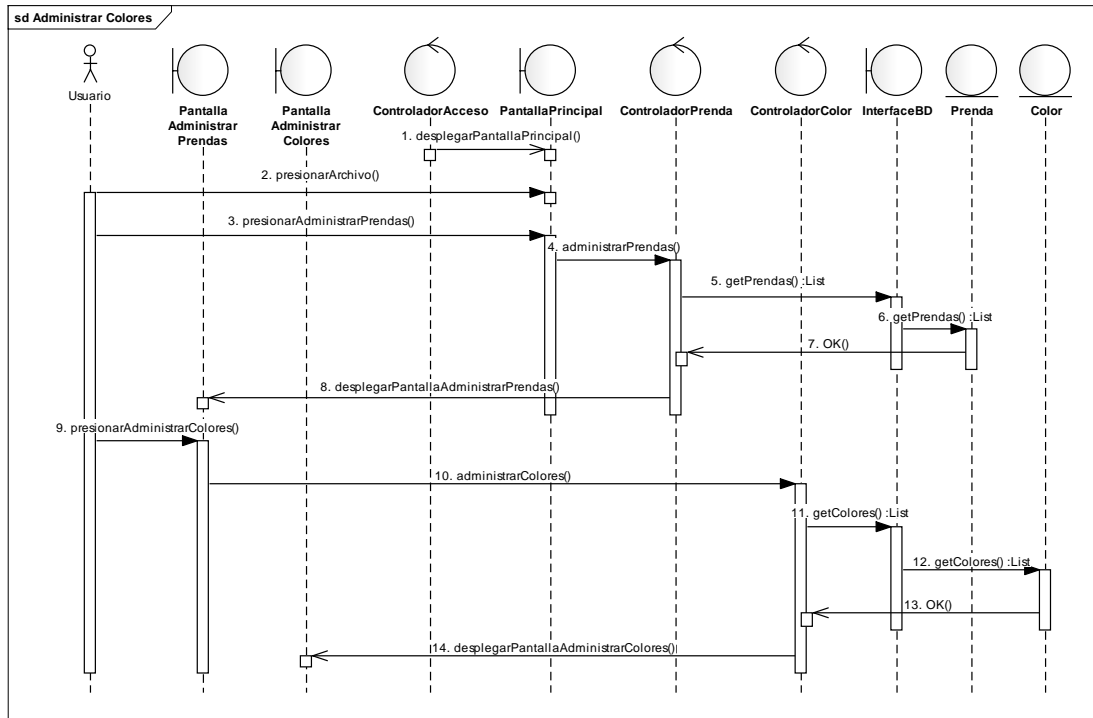 sd Administrar Colores
Usuario
Pantalla
Administrar
Prendas
Pantalla
Administrar
Colores
ControladorAcceso
PantallaPrincipal
ControladorPrenda
ControladorColor
InterfaceBD
Prenda
Color
1. desplegarPantallaPrincipal()
2. presionarArchivo()
3. presionarAdministrarPrendas()
4. administrarPrendas()
5. getPrendas() :List
6. getPrendas() :List
7. OK()
8. desplegarPantallaAdministrarPrendas()
9. presionarAdministrarColores()
10. administrarColores()
11. getColores() :List
12. getColores() :List
13. OK()
14. desplegarPantallaAdministrarColores()